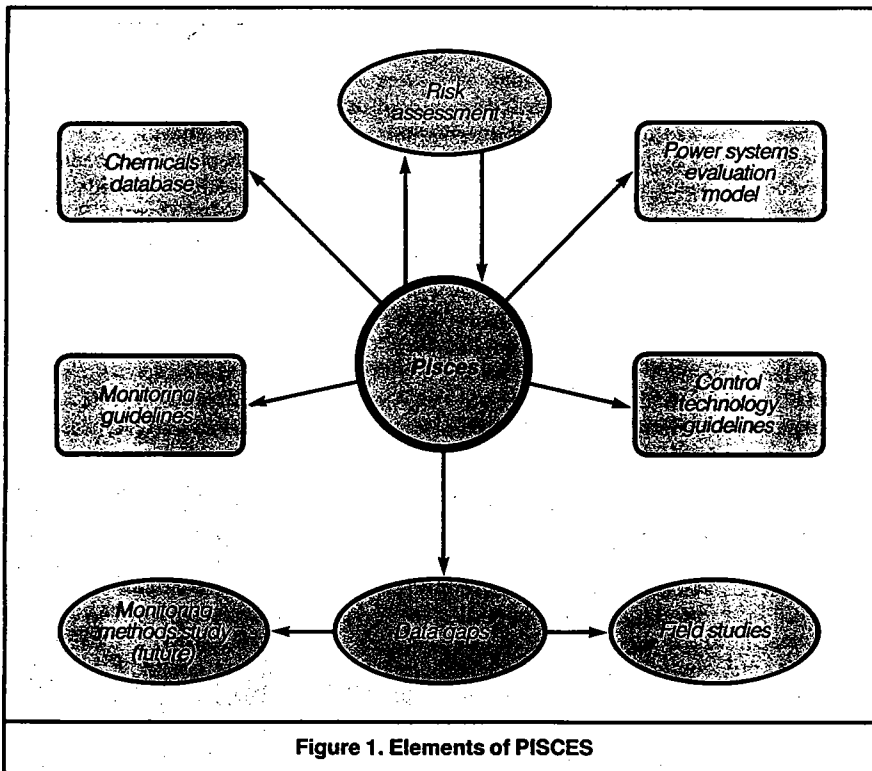 Risk
assessment
Chemicals
database
Power systems
evaluation
model
Pisces
Monitoring
guidelines
Control
technology
guidelines
Monitoring
methods study
(future)
Data gaps
Field studies
Figure 1. Elements of PISCES